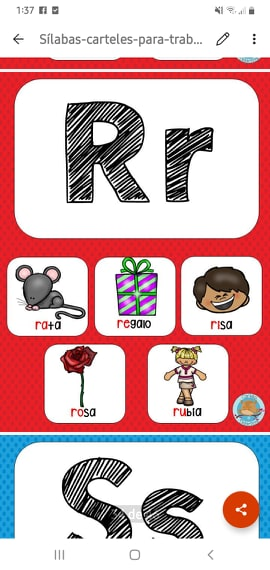 1:37
Sílabas-carteles-para-trab...
Rr
rata
regalo
risa
rosa
rubia
Ss